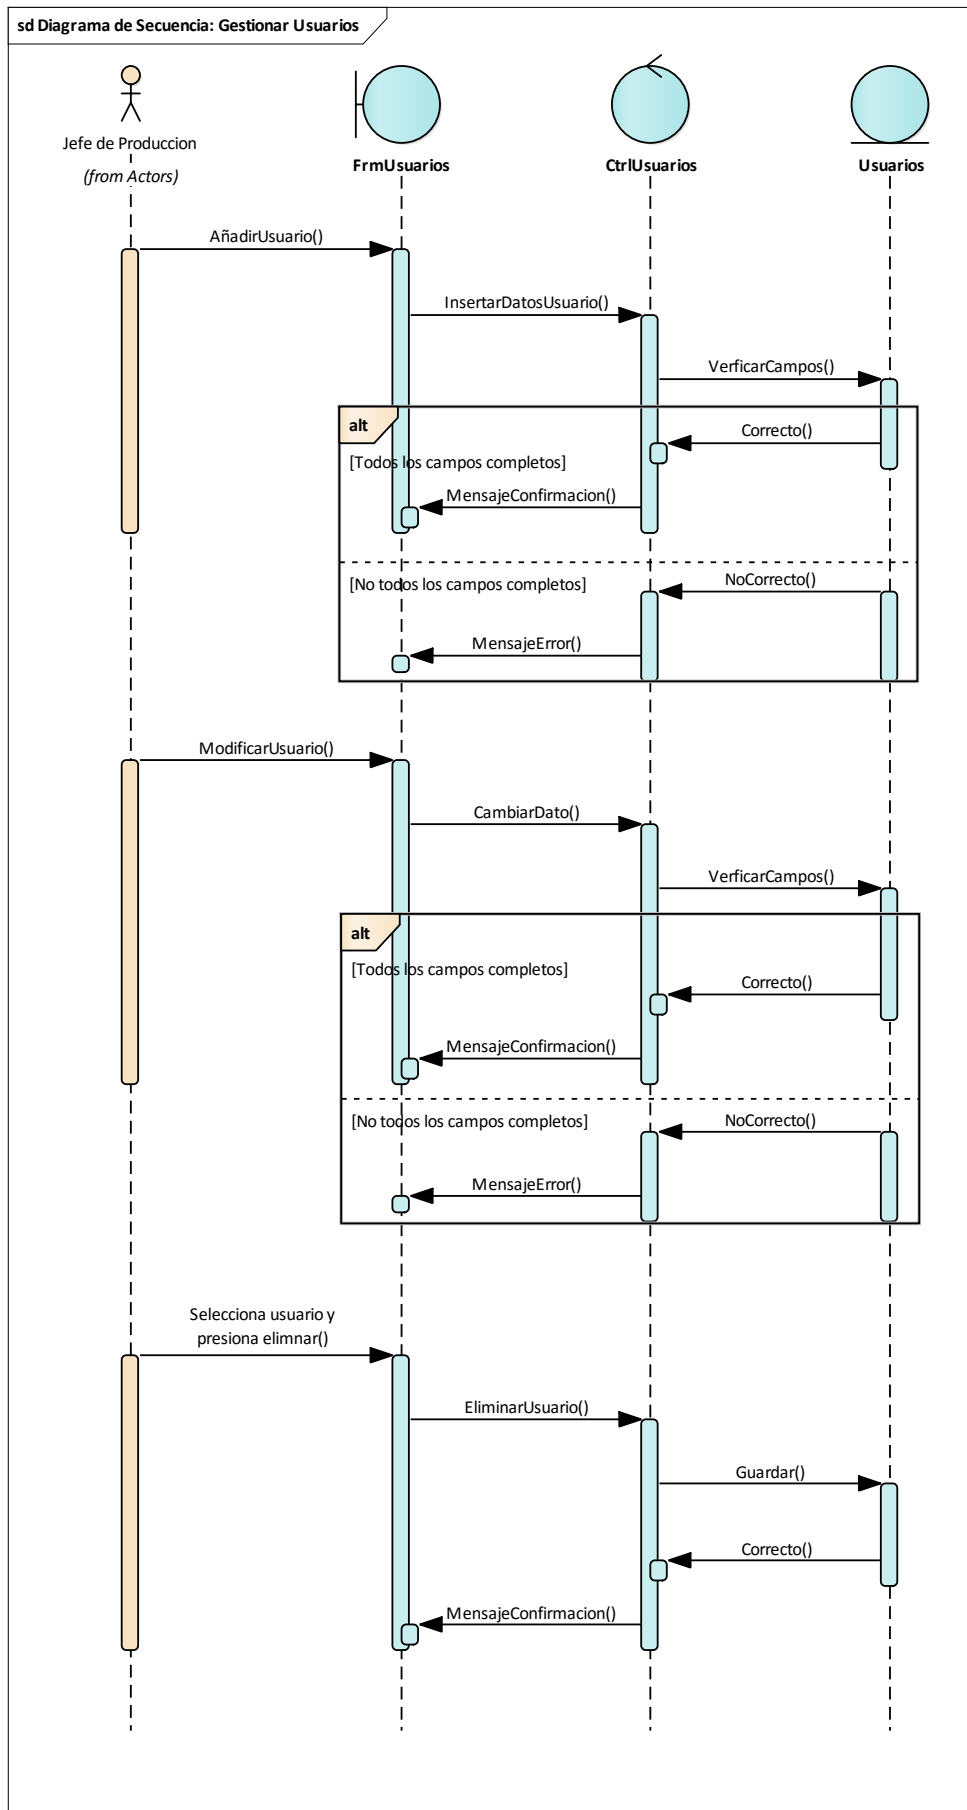 sd Diagrama de Secuencia: Gestionar Usuarios
Jefe de Produccion
(from Actors)
FrmUsuarios
CtrlUsuarios
Usuarios
AñadirUsuario()
InsertarDatosUsuario()
VerficarCampos()
alt
Correcto()
[Todos los campos completos]
MensajeConfirmacion()
[No todos los campos completos]
NoCorrecto()
MensajeError()
ModificarUsuario()
CambiarDato()
VerficarCampos()
alt
[Todos los campos completos]
Correcto()
MensajeConfirmacion()
[No todos los campos completos]
NoCorrecto()
MensajeError()
Selecciona usuario y
presiona elimnar()
EliminarUsuario()
Guardar()
Correcto()
MensajeConfirmacion()